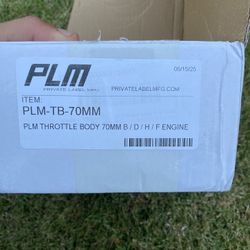 PLM
PRIVATE LABEL MFG.
05/15/25
PRIVATELABELMFG.COM
ITEM:
PLM-TB-70MM
PLM THROTTLE BODY 70MM B / D / H / F ENGINE